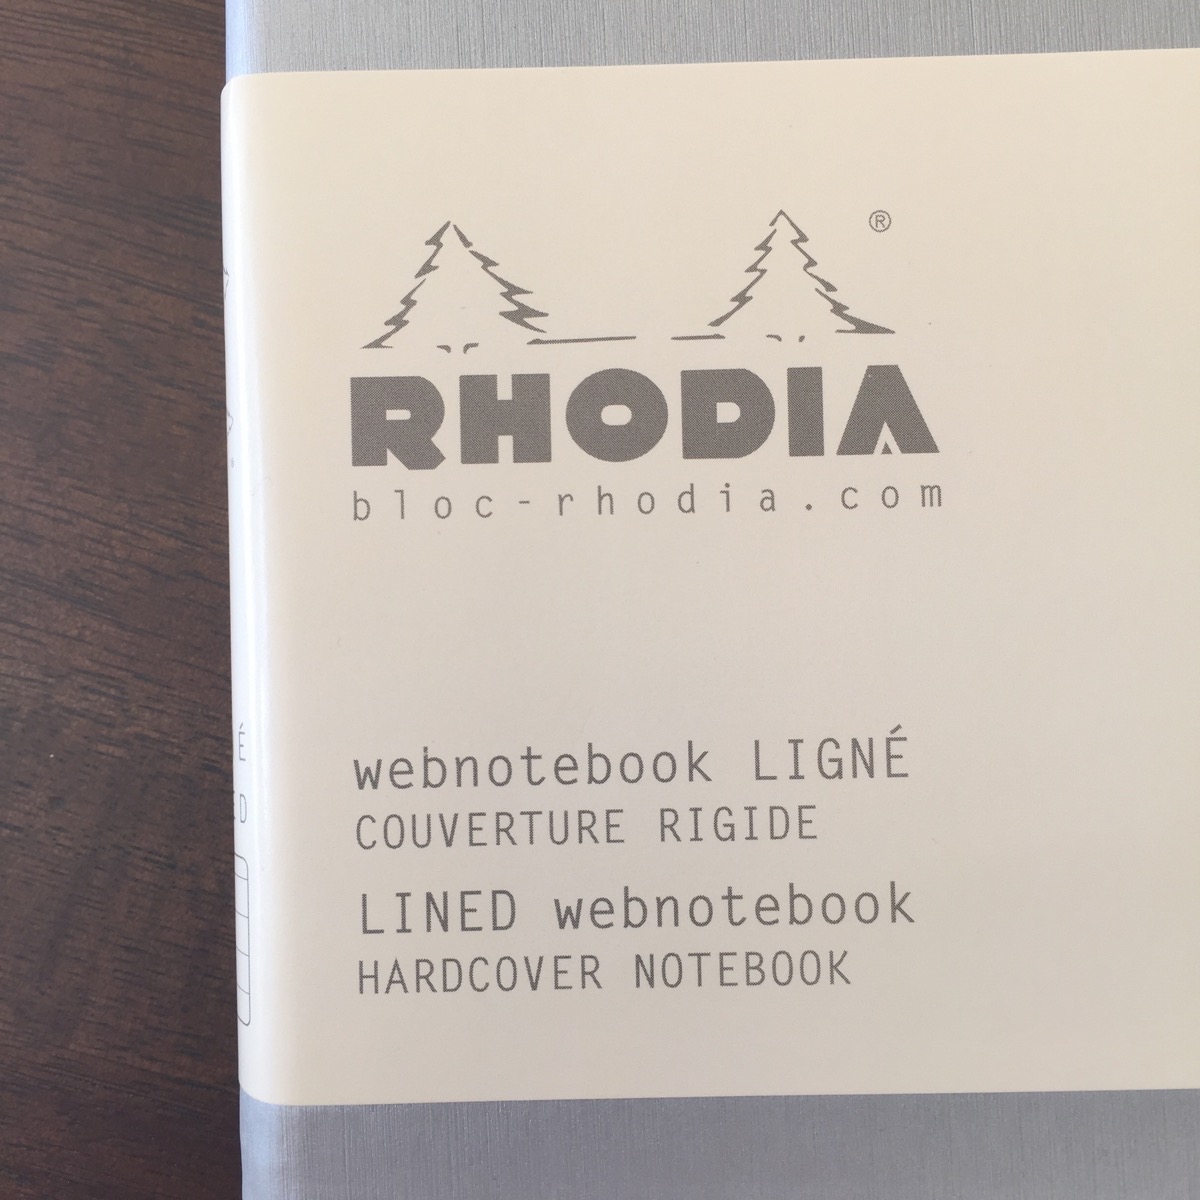 ®
RHODIA
bloc-rhodia.com
webnotebook LIGNÉ
COUVERTURE RIGIDE
LINED webnotebook
HARDCOVER NOTEBOOK
É
D